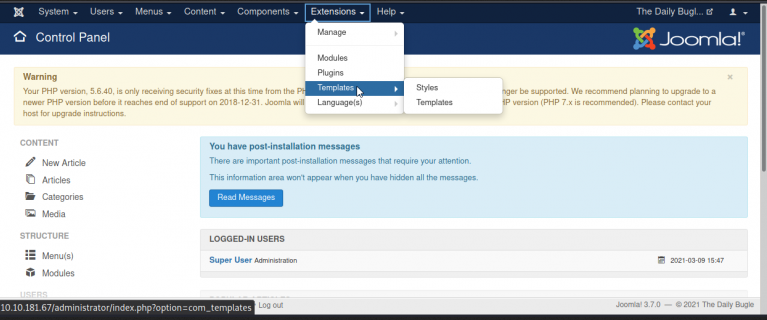 System Users Menus Content Components Extensions Help The Daily Bugl...
Control Panel
Joomla!®
Manage
Modules
Plugins
Templates
Language(s)
Styles
Templates
Warning
Your PHP version, 5.6.40, is only receiving security fixes at this time from the PH nger be supported. We recommend planning to upgrade to a
newer PHP version before it reaches end of support on 2018-12-31. Joomla will PHP version (PHP 7.x is recommended). Please contact your
host for upgrade instructions.
CONTENT
New Article
Articles
Categories
Media
STRUCTURE
Menu(s)
Modules
USERS
You have post-installation messages
There are important post-installation messages that require your attention.
This information area won't appear when you have hidden all the messages.
Read Messages
LOGGED-IN USERS
Super User Administration 2021-03-09 15:47
Log out
Joomla! 3.7.0 — © 2021 The Daily Bugle
10.10.181.67/administrator/index.php?option=com_templates